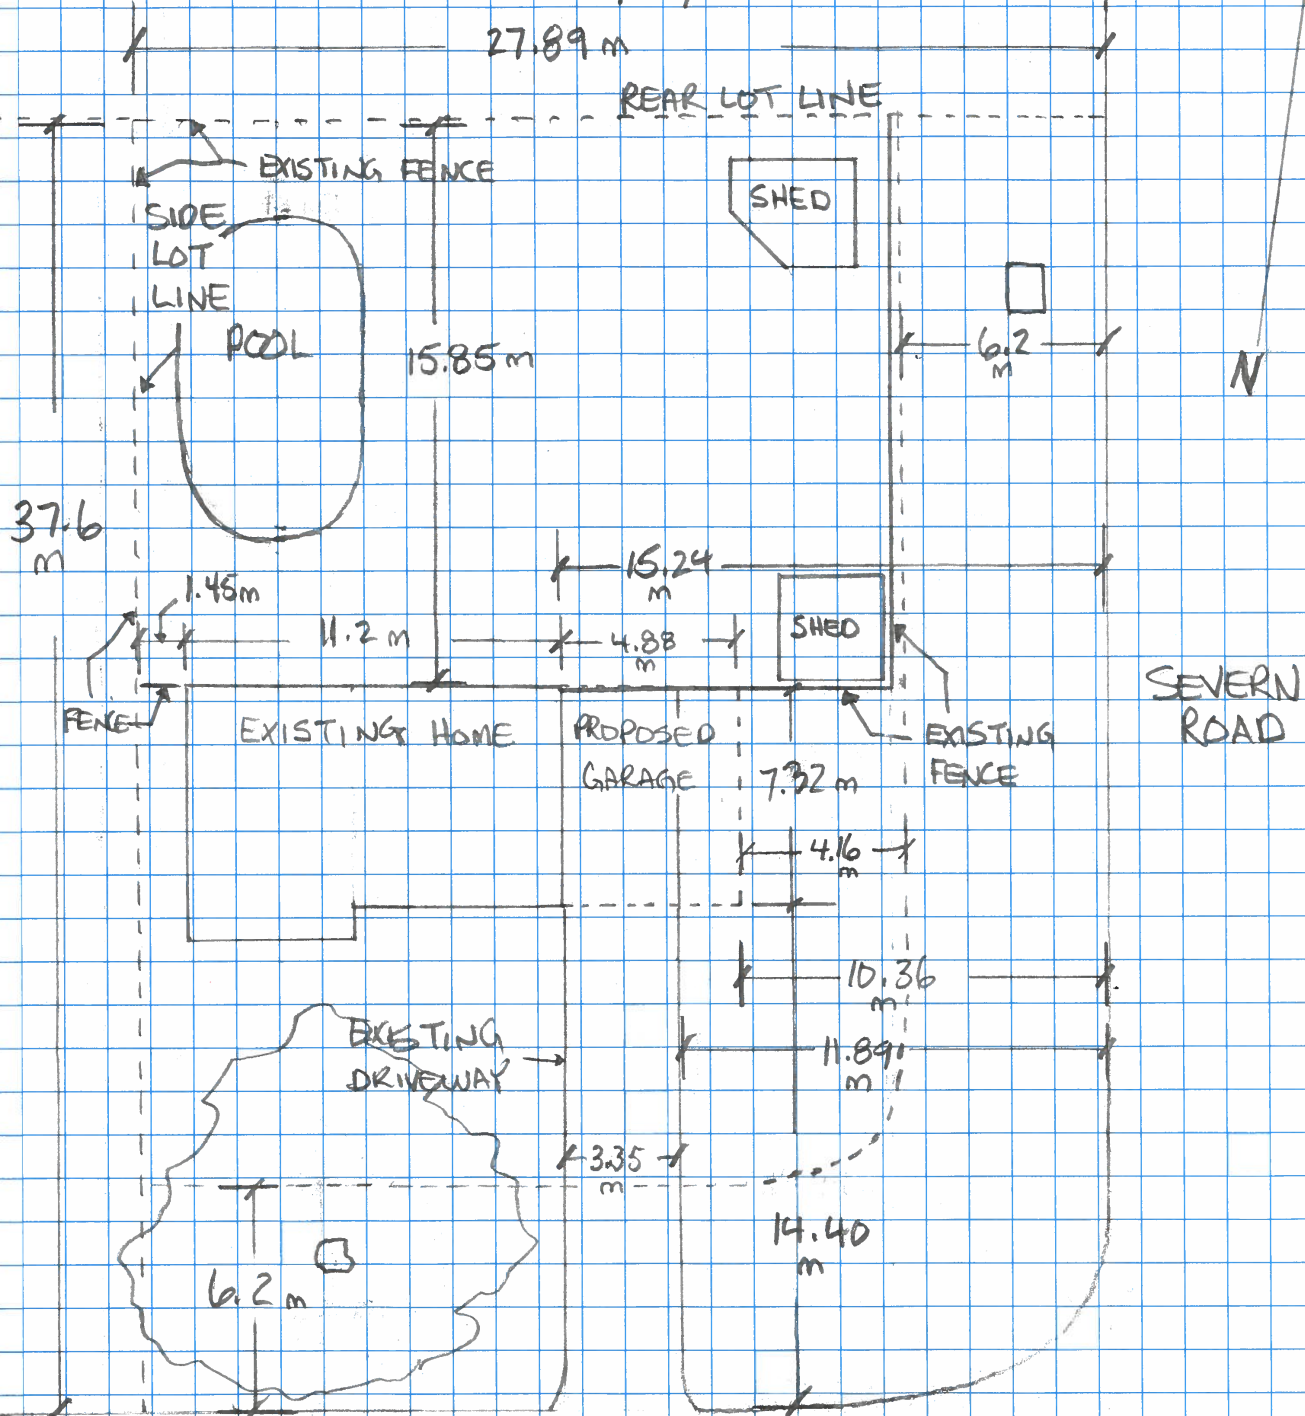 27.89 m
REAR LOT LINE
EXISTING FENCE
SHED
SIDE
LOT
LINE
POOL
15.85 m
6.2
m
N
37.6
m
15.24
m
1.45m
11.2 m
4.88
m
SHED
SEVERN
ROAD
FENCE
EXISTING HOME
PROPOSED
GARAGE
EXISTING
FENCE
7.32 m
4.16
m
10.36
m
EXISTING
DRIVEWAY
11.89
m
3.35
m
14.40
m
6.2 m